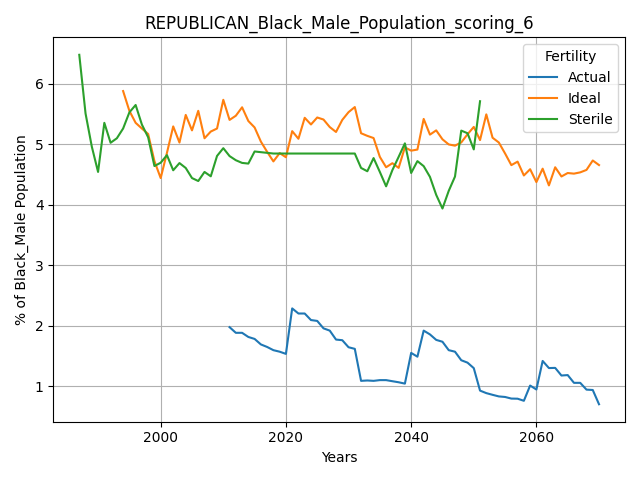 REPUBLICAN_Black_Male_Population_scoring_6
Fertility
Actual
Ideal
Sterile
% of Black_Male Population
6
5
4
3
2
1
2000 2020 2040 2060
Years